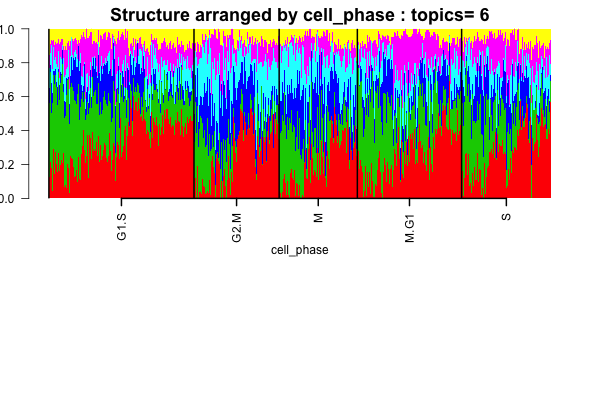 Structure arranged by cell_phase : topics= 6
1.0
0.8
0.6
0.4
0.2
0.0
G1.S
G2.M
M
M.G1
S
cell_phase